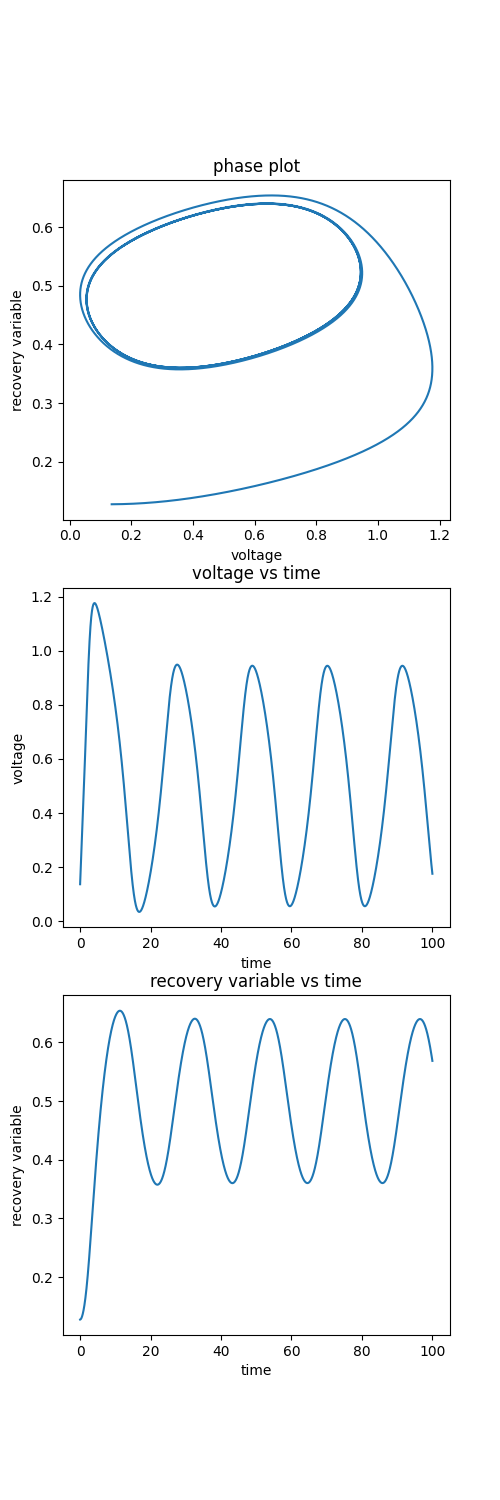 phase plot
0.6
0.5
0.4
0.3
0.2
recovery variable
0.0 0.2 0.4 0.6 0.8 1.0 1.2
voltage
voltage vs time
1.2
1.0
0.8
0.6
0.4
0.2
0.0
voltage
0 20 40 60 80 100
time
recovery variable vs time
0.6
0.5
0.4
0.3
0.2
recovery variable
0 20 40 60 80 100
time